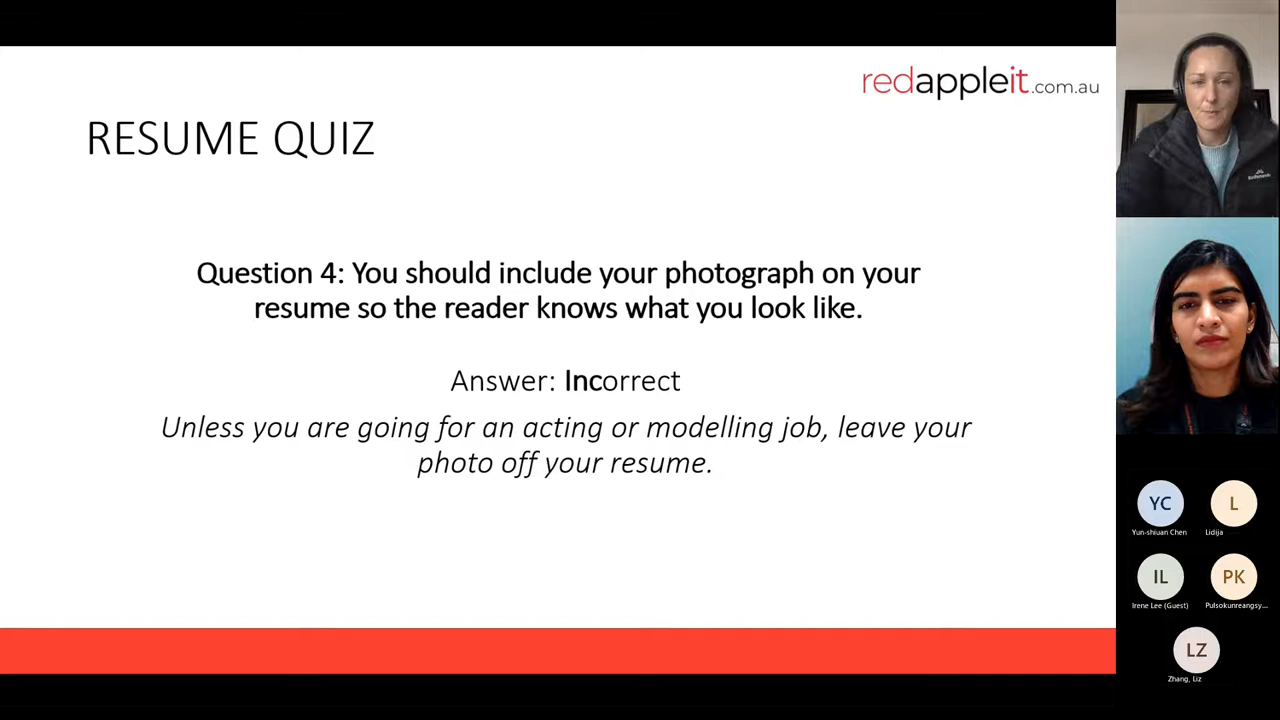 redappleit.com.au
RESUME QUIZ
Question 4: You should include your photograph on your
resume so the reader knows what you look like.
Answer: Incorrect
Unless you are going for an acting or modelling job, leave your
photo off your resume.
YC
L
Yun-shiuan Chen
Lidija
IL
PK
Irene Lee (Guest)
Pulsokunreangsy...
LZ
Zhang, Liz